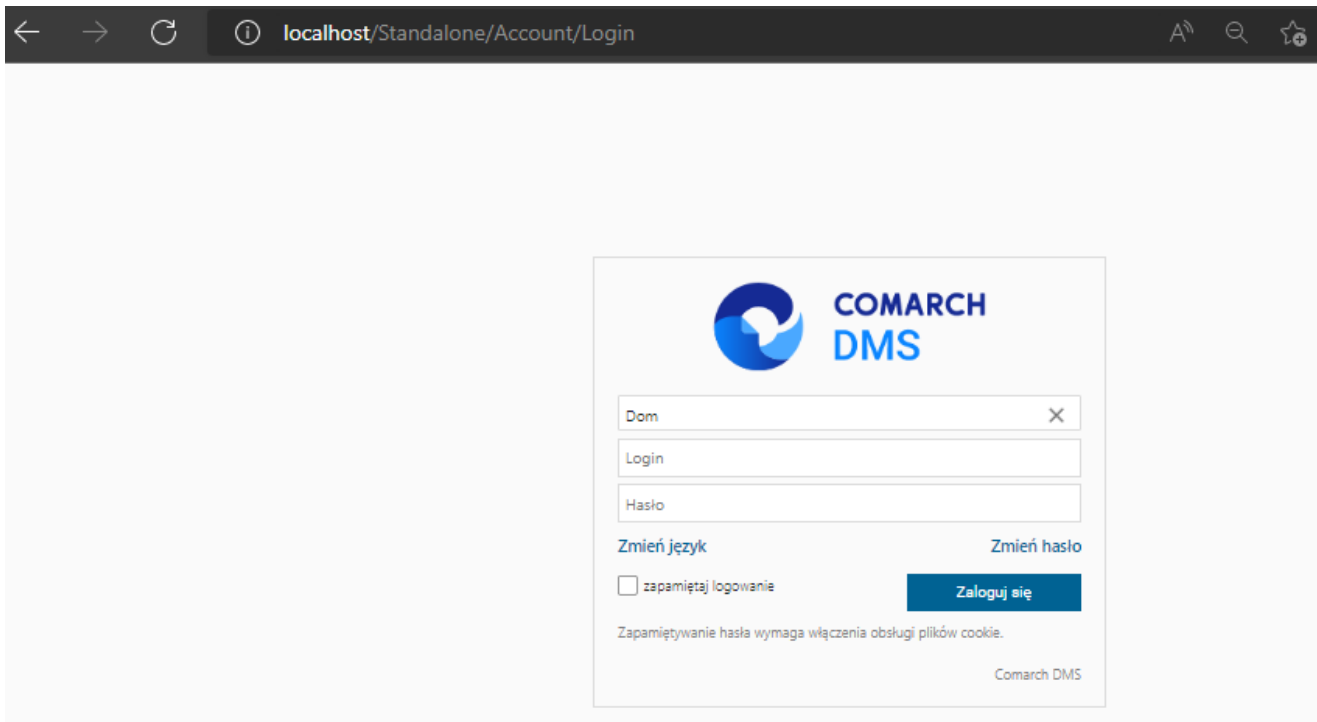 localhost/Standalone/Account/Login
COMARCH
DMS
Dom
Login
Hasło
Zmień język Zmień hasło
zapamiętaj logowanie Zaloguj się
Zapamiętywanie hasła wymaga włączenia obsługi plików cookie.
Comarch DMS